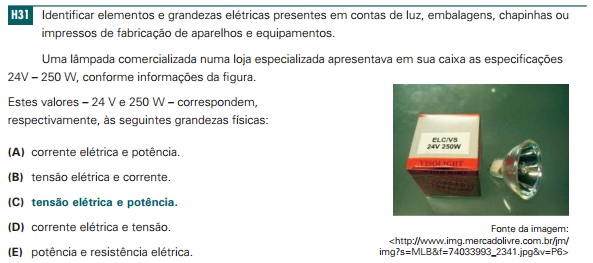 H31 Identificar elementos e grandezas elétricas presentes em contas de luz, embalagens, chapinhas ou
impressos de fabricação de aparelhos e equipamentos.
Uma lâmpada comercializada numa loja especializada apresentava em sua caixa as especificações
24V – 250 W, conforme informações da figura.
Estes valores – 24 V e 250 W – correspondem,
respectivamente, às seguintes grandezas físicas:
(A) corrente elétrica e potência.
(B) tensão elétrica e corrente.
(C) tensão elétrica e potência.
(D) corrente elétrica e tensão.
(E) potência e resistência elétrica.
ELC/VS
24V 250W
Fonte da imagem:
<http://www.img.mercadolivre.com.br/jm/
img?s=MLB&f=74033993_2341.jpg&v=P6>